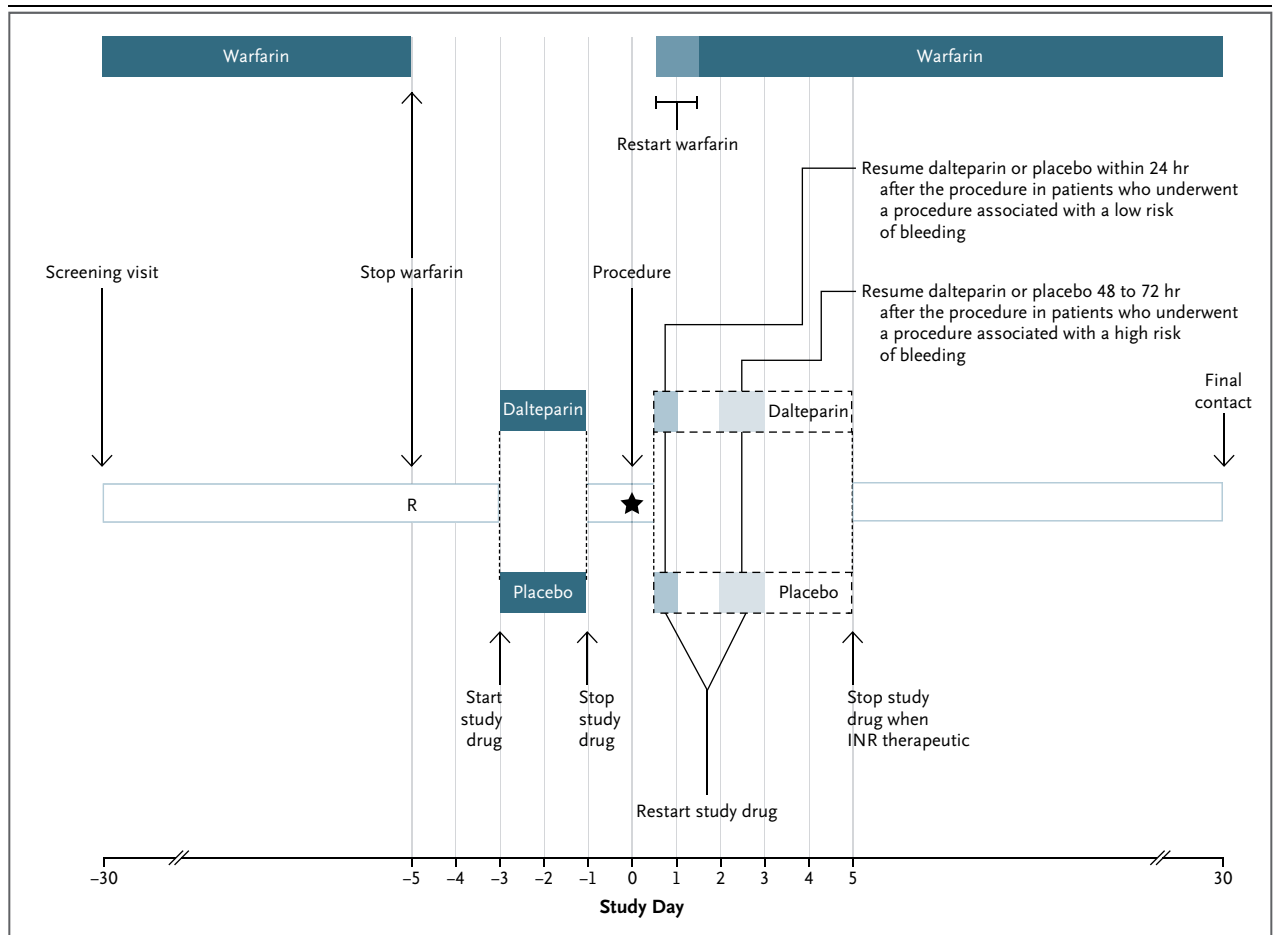 Warfarin
Warfarin
Restart warfarin
Resume dalteparin or placebo within 24 hr
after the procedure in patients who underwent
a procedure associated with a low risk
of bleeding
Screening visit
Stop warfarin
Procedure
Resume dalteparin or placebo 48 to 72 hr
after the procedure in patients who underwent
a procedure associated with a high risk
of bleeding
Final
contact
Dalteparin
Dalteparin
R
Placebo
Placebo
Start
study
drug
Stop
study
drug
Stop study
drug when
INR therapeutic
Restart study drug
–30
–5
–4
–3
–2
–1
0
1
2
3
4
5
30
Study Day